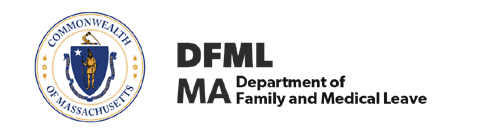 COMMONWEALTH
OF MASSACHUSETTS
DFML
MA Department of
Family and Medical Leave